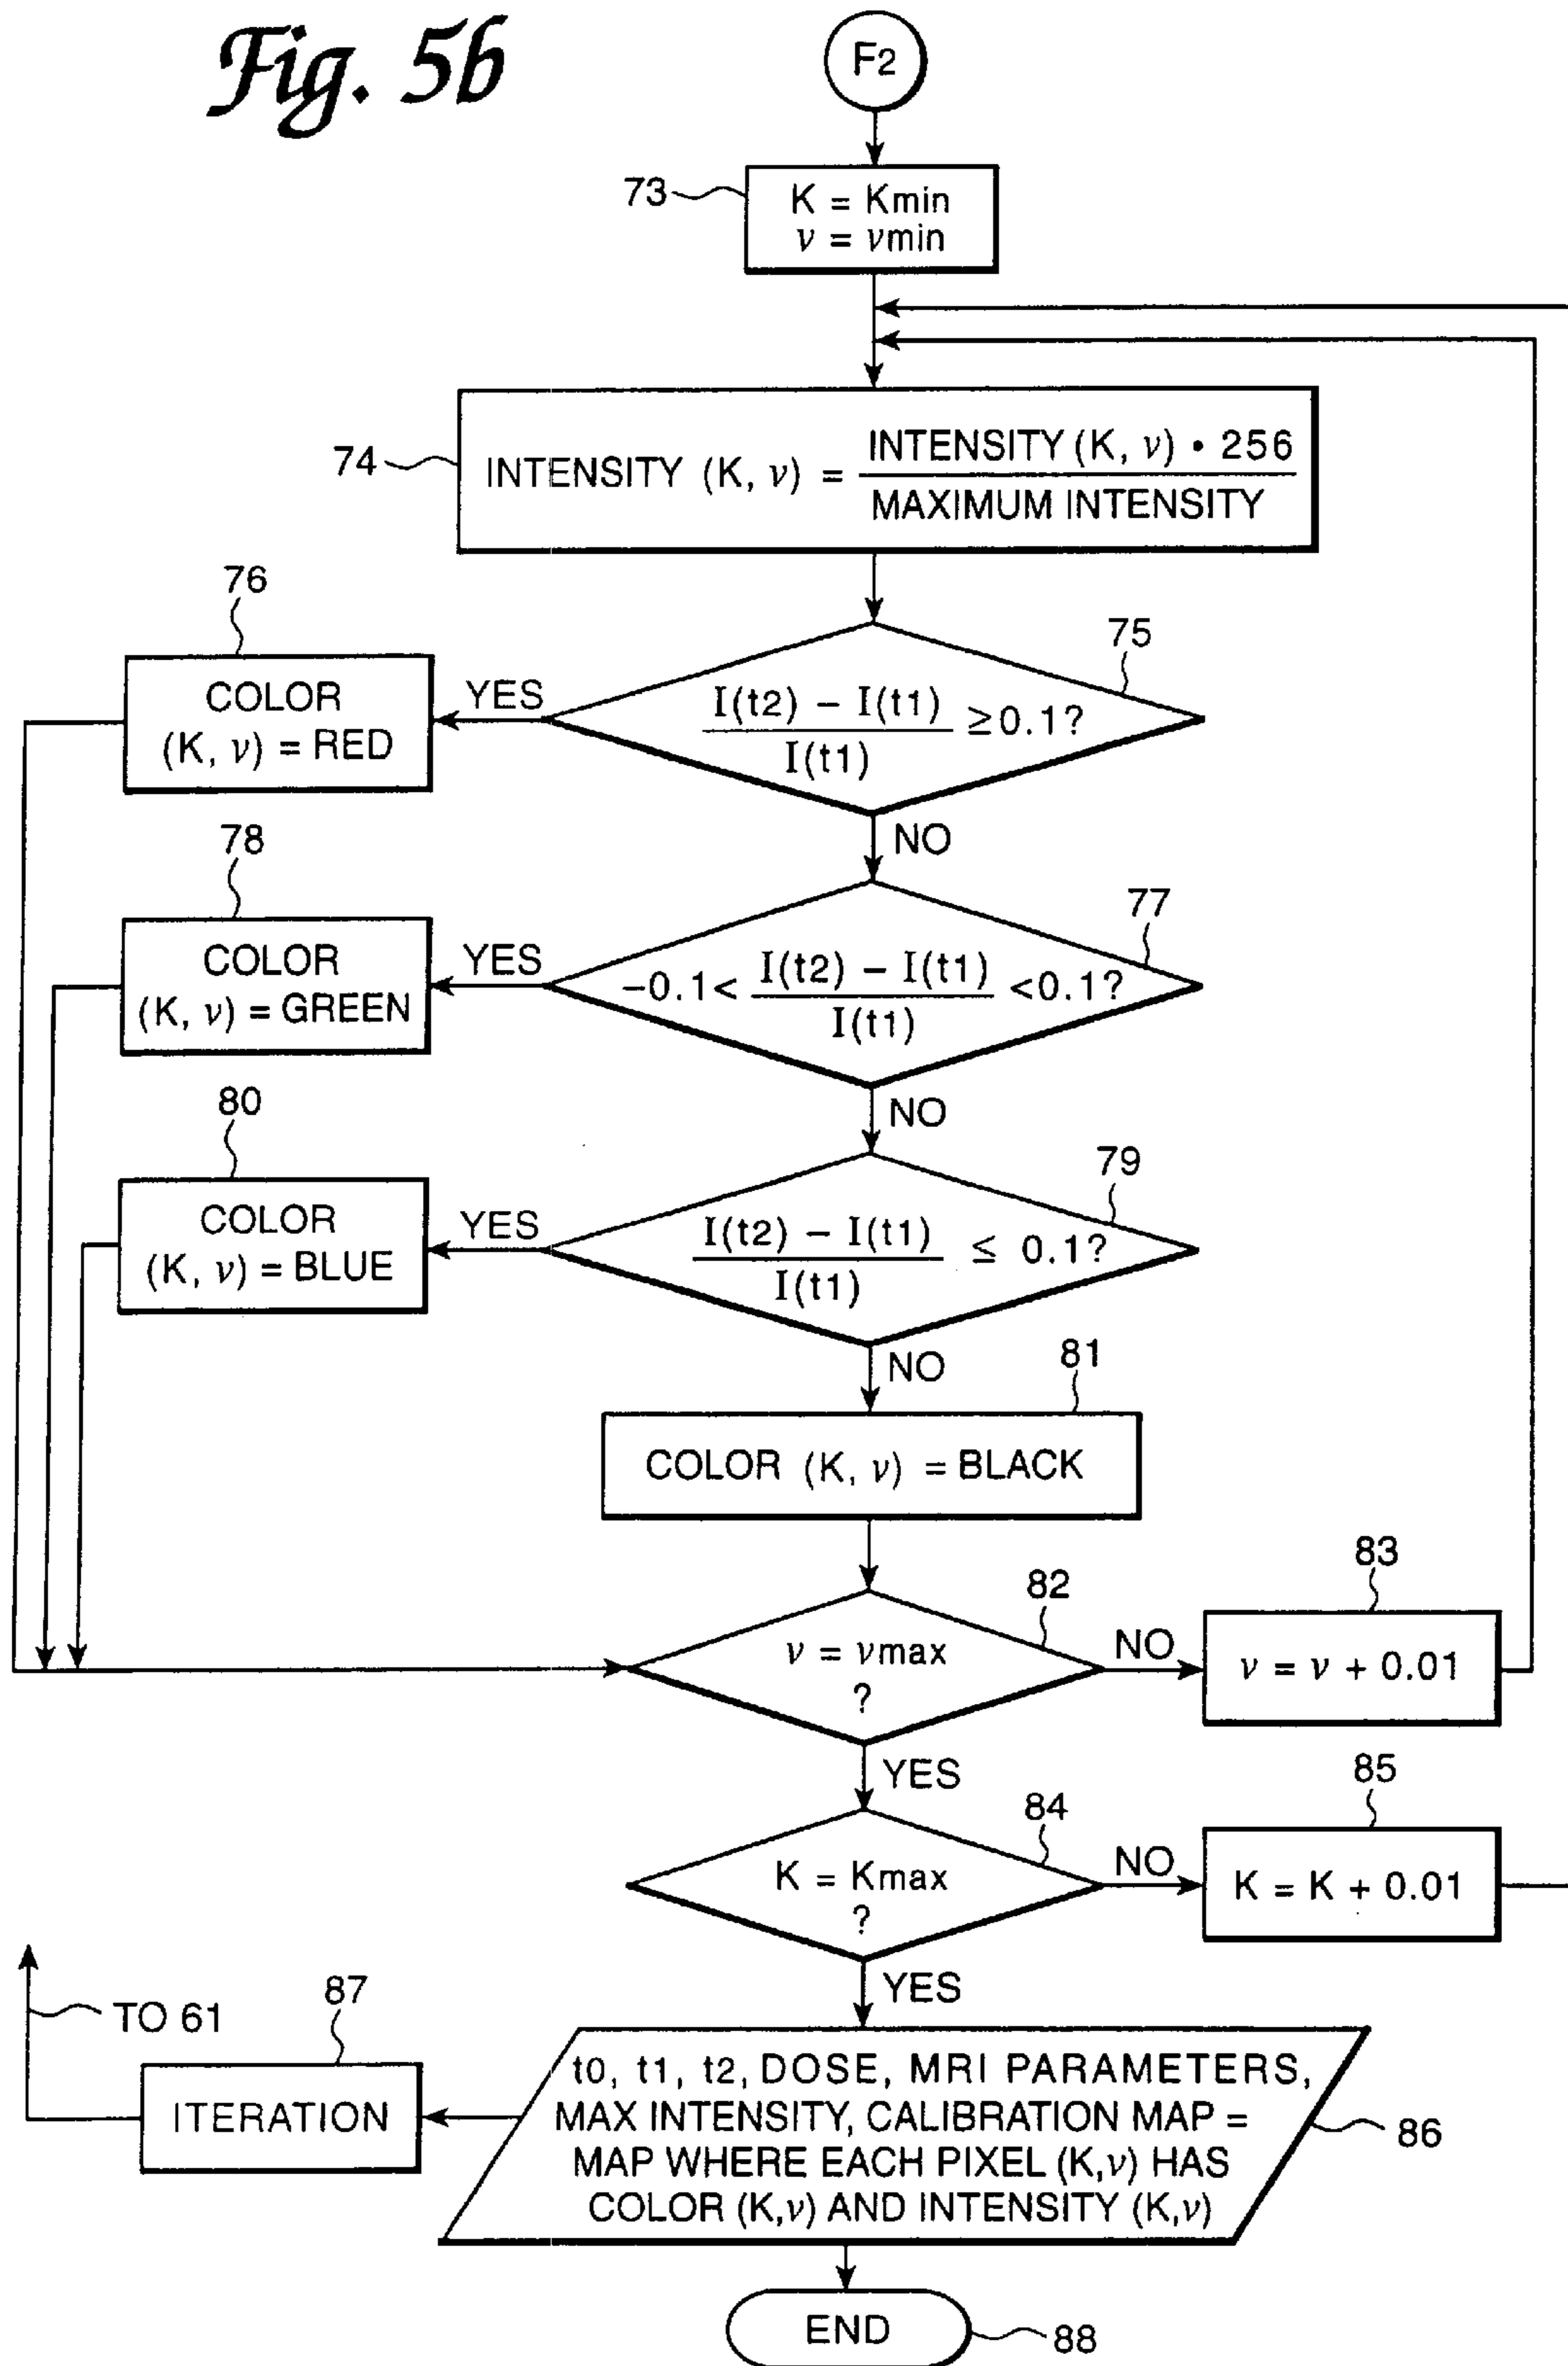 Fig. 5b
F2
73
K = Kmin
ν = νmin
74
INTENSITY (K, ν) = INTENSITY (K, ν) • 256
MAXIMUM INTENSITY
75
I(t2) – I(t1)
I(t1)
≥0.1?
YES
76
COLOR
(K, ν) = RED
NO
77
–0.1< I(t2) – I(t1) <0.1?
I(t1)
YES
78
COLOR
(K, ν) = GREEN
NO
79
I(t2) – I(t1) ≤ 0.1?
I(t1)
YES
80
COLOR
(K, ν) = BLUE
NO
81
COLOR (K, ν) = BLACK
82
ν = νmax
?
NO
83
ν = ν + 0.01
YES
84
K = Kmax
?
NO
85
K = K + 0.01
YES
t0, t1, t2, DOSE, MRI PARAMETERS,
MAX INTENSITY, CALIBRATION MAP =
MAP WHERE EACH PIXEL (K,ν) HAS
COLOR (K,ν) AND INTENSITY (K,ν)
86
87
ITERATION
TO 61
END
88